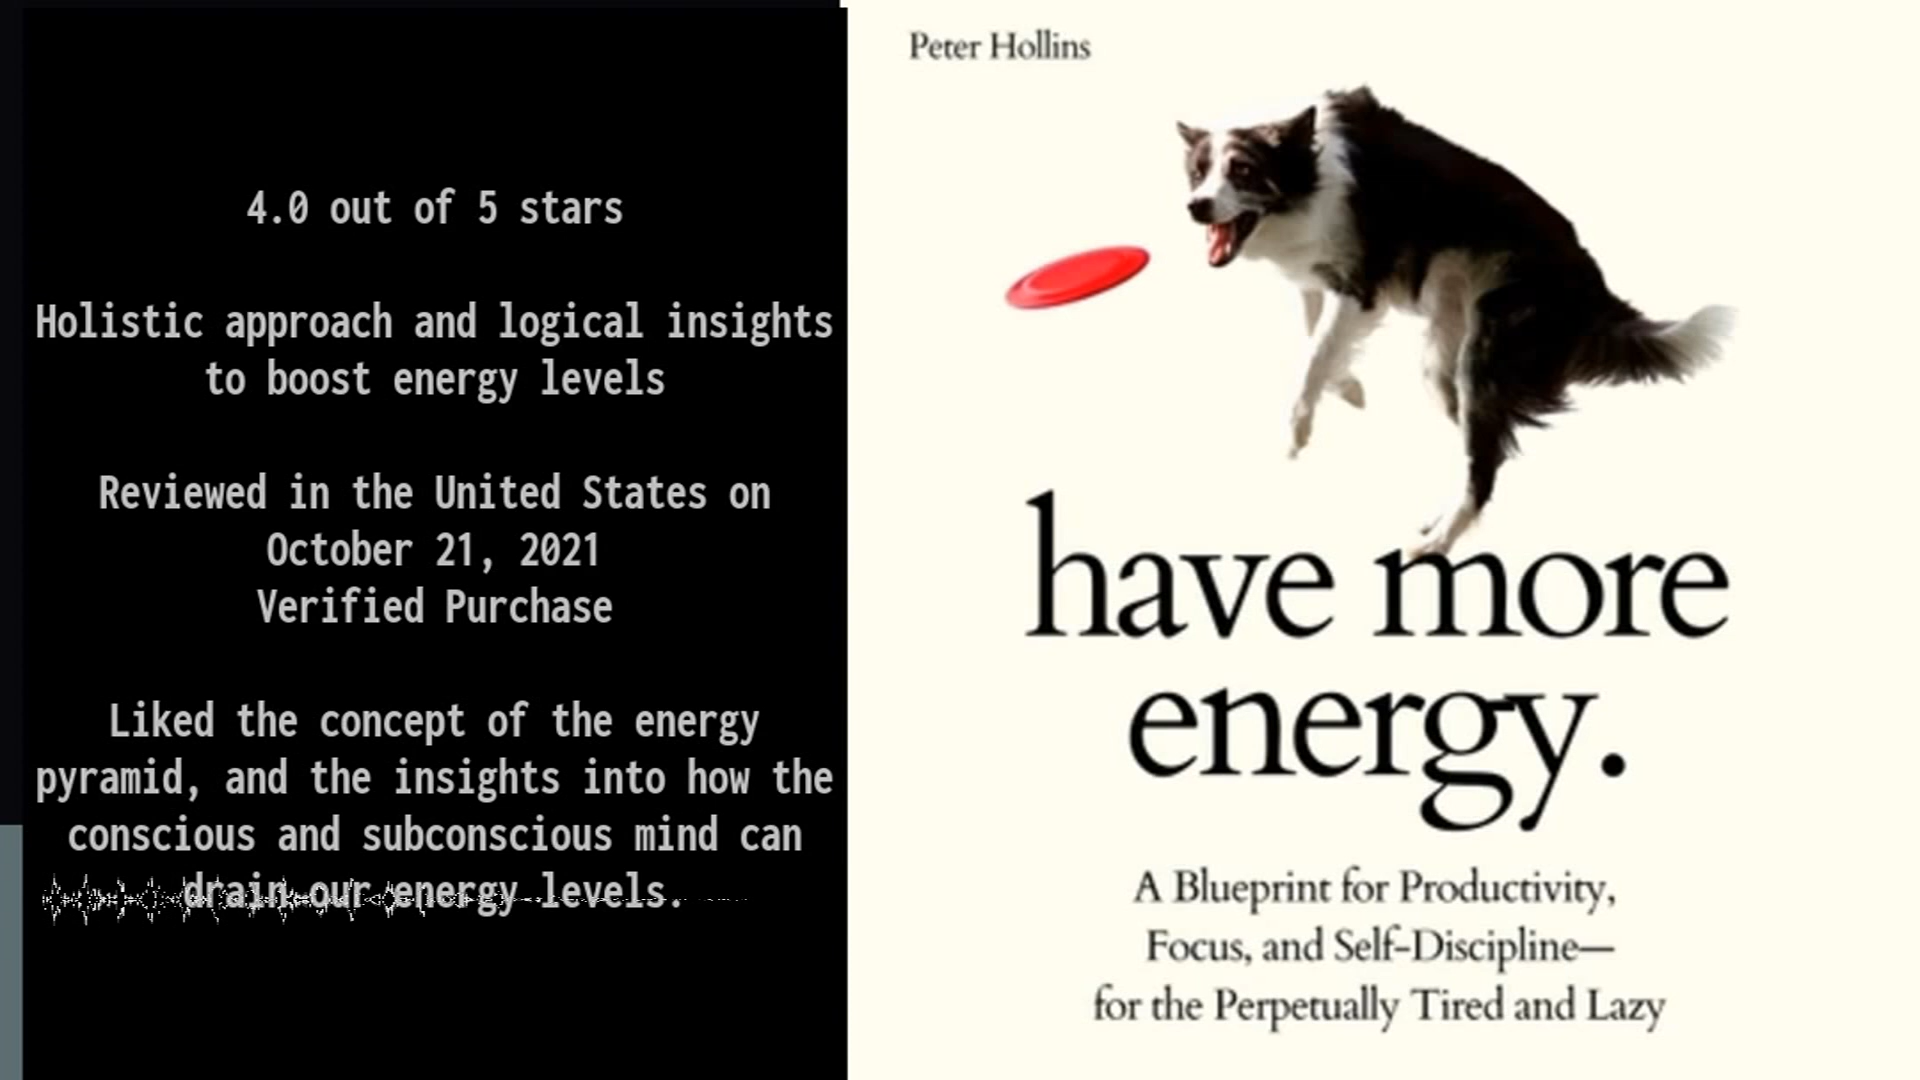 4.0 out of 5 stars
Holistic approach and logical insights
to boost energy levels
Reviewed in the United States on
October 21, 2021
Verified Purchase
Liked the concept of the energy
pyramid, and the insights into how the
conscious and subconscious mind can
drain our energy levels.
Peter Hollins
have more
energy.
A Blueprint for Productivity,
Focus, and Self-Discipline—
for the Perpetually Tired and Lazy